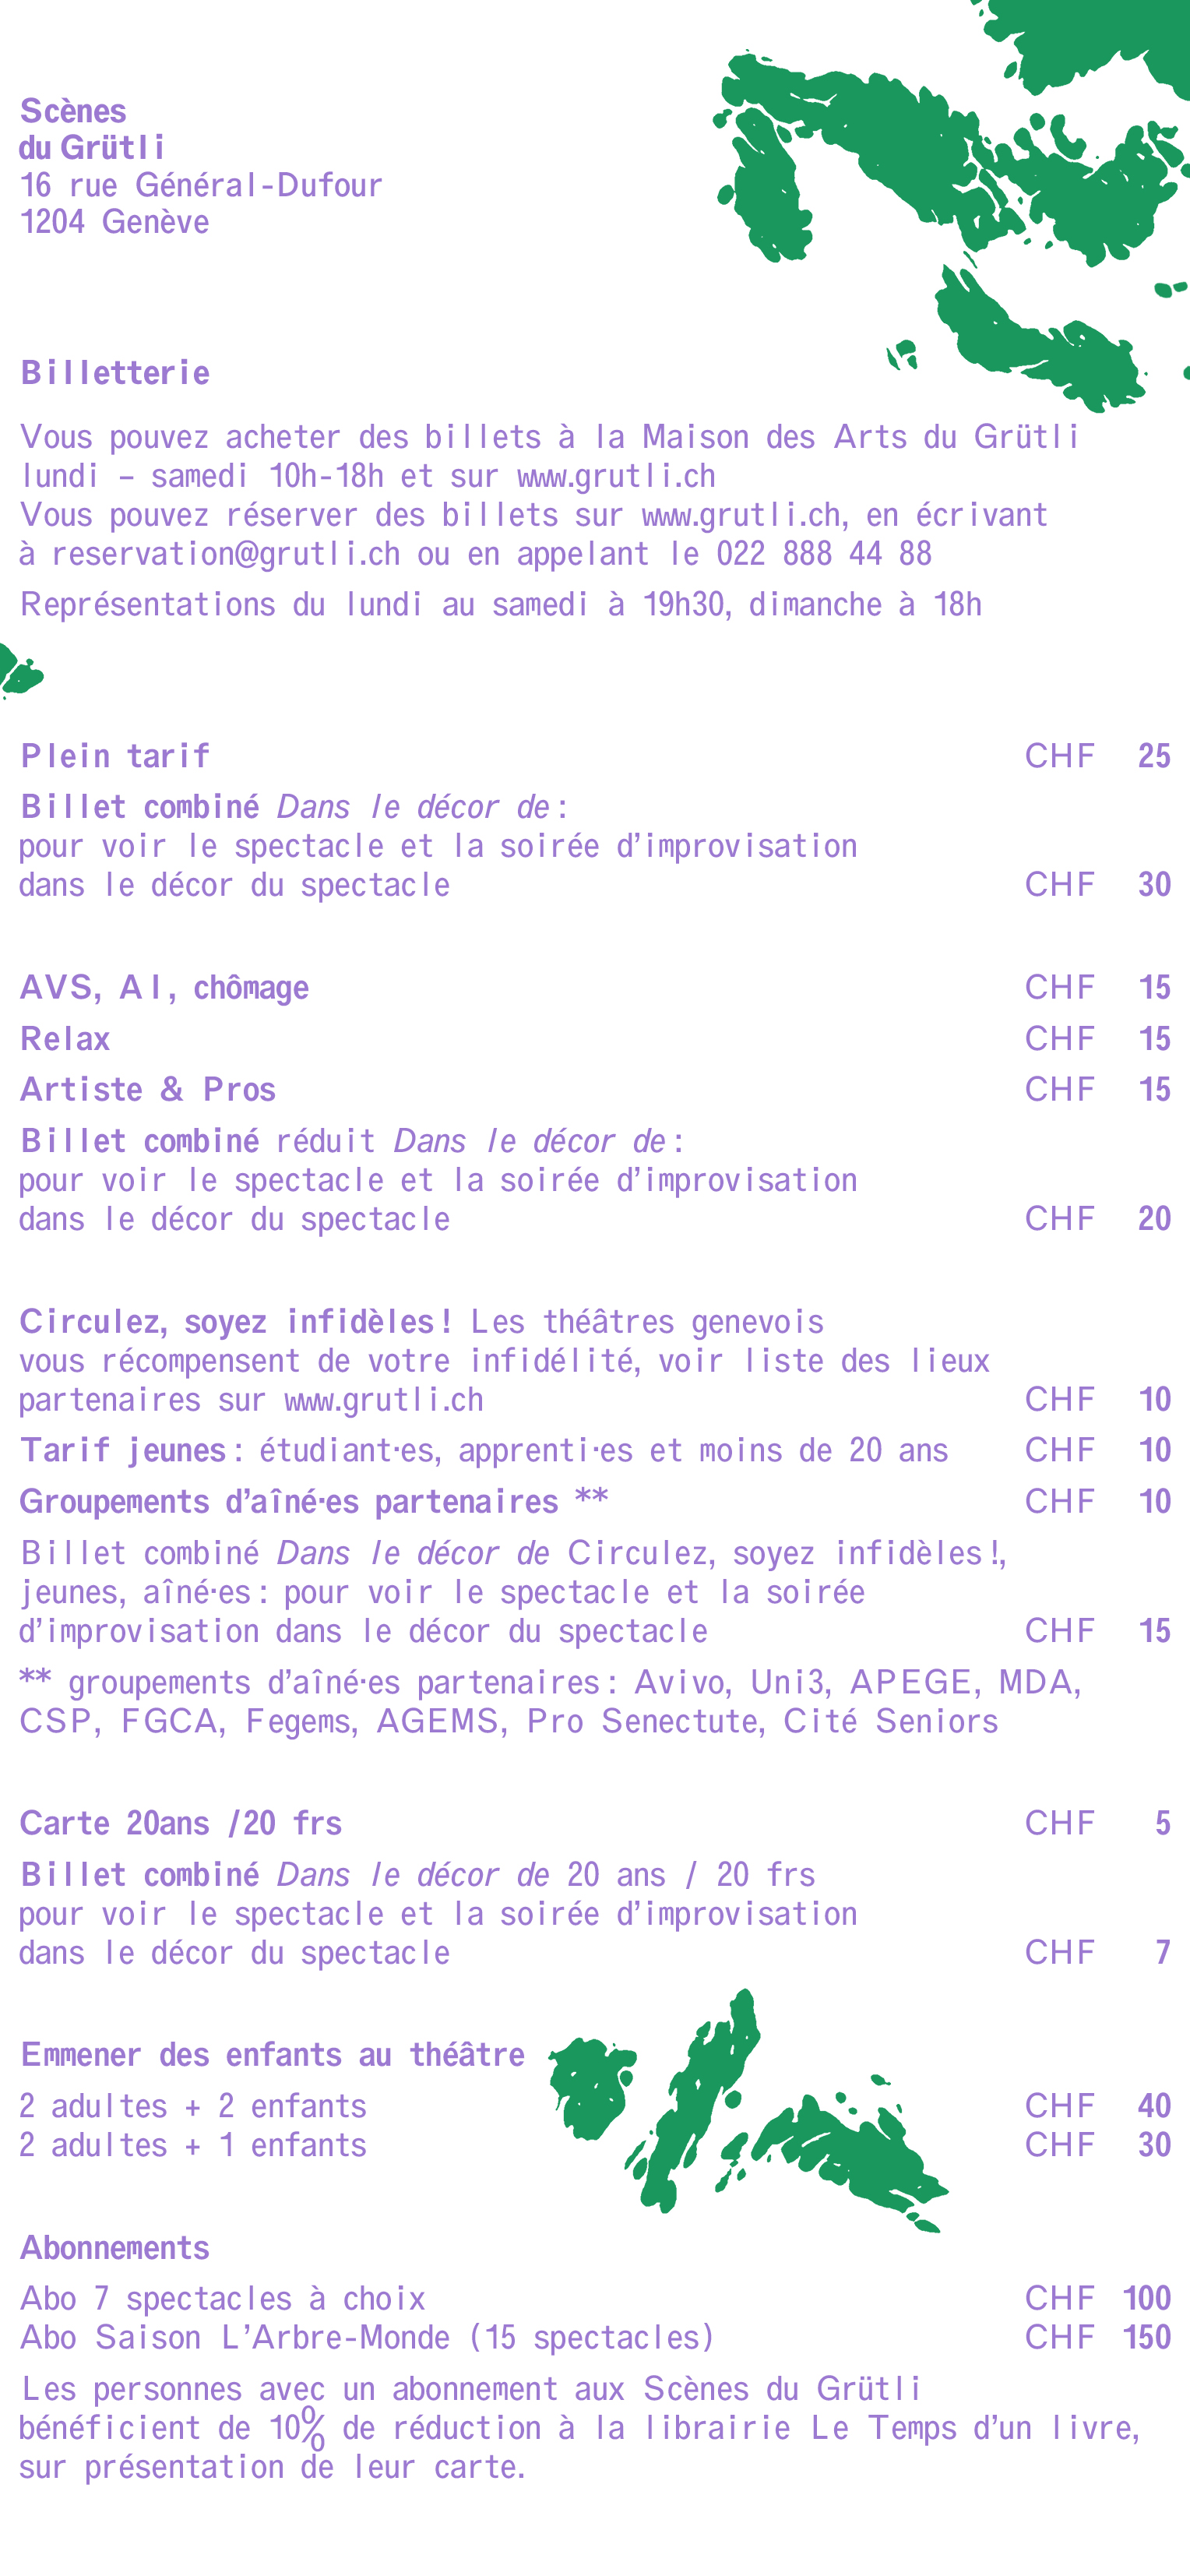 Scènes
du Grütli
16 rue Général-Dufour
1204 Genève
Billetterie
Vous pouvez acheter des billets à la Maison des Arts du Grütli
lundi – samedi 10h-18h et sur www.grutli.ch
Vous pouvez réserver des billets sur www.grutli.ch, en écrivant
à reservation@grutli.ch ou en appelant le 022 888 44 88
Représentations du lundi au samedi à 19h30, dimanche à 18h
Plein tarif CHF 25
Billet combiné Dans le décor de :
pour voir le spectacle et la soirée d’improvisation
dans le décor du spectacle CHF 30
AVS, AI, chômage CHF 15
Relax CHF 15
Artiste & Pros CHF 15
Billet combiné réduit Dans le décor de :
pour voir le spectacle et la soirée d’improvisation
dans le décor du spectacle CHF 20
Circulez, soyez infidèles ! Les théâtres genevois
vous récompensent de votre infidélité, voir liste des lieux
partenaires sur www.grutli.ch CHF 10
Tarif jeunes : étudiant·es, apprenti·es et moins de 20 ans CHF 10
Groupements d’aîné·es partenaires ** CHF 10
Billet combiné Dans le décor de Circulez, soyez infidèles !,
jeunes, aîné·es : pour voir le spectacle et la soirée
d’improvisation dans le décor du spectacle CHF 15
** groupements d’aîné·es partenaires : Avivo, Uni3, APEGE, MDA,
CSP, FGCA, Fegems, AGEMS, Pro Senectute, Cité Seniors
Carte 20ans /20 frs CHF 5
Billet combiné Dans le décor de 20 ans / 20 frs
pour voir le spectacle et la soirée d’improvisation
dans le décor du spectacle CHF 7
Emmener des enfants au théâtre
2 adultes + 2 enfants CHF 40
2 adultes + 1 enfants CHF 30
Abonnements
Abo 7 spectacles à choix CHF 100
Abo Saison L’Arbre-Monde (15 spectacles) CHF 150
Les personnes avec un abonnement aux Scènes du Grütli
bénéficient de 10% de réduction à la librairie Le Temps d’un livre,
sur présentation de leur carte.